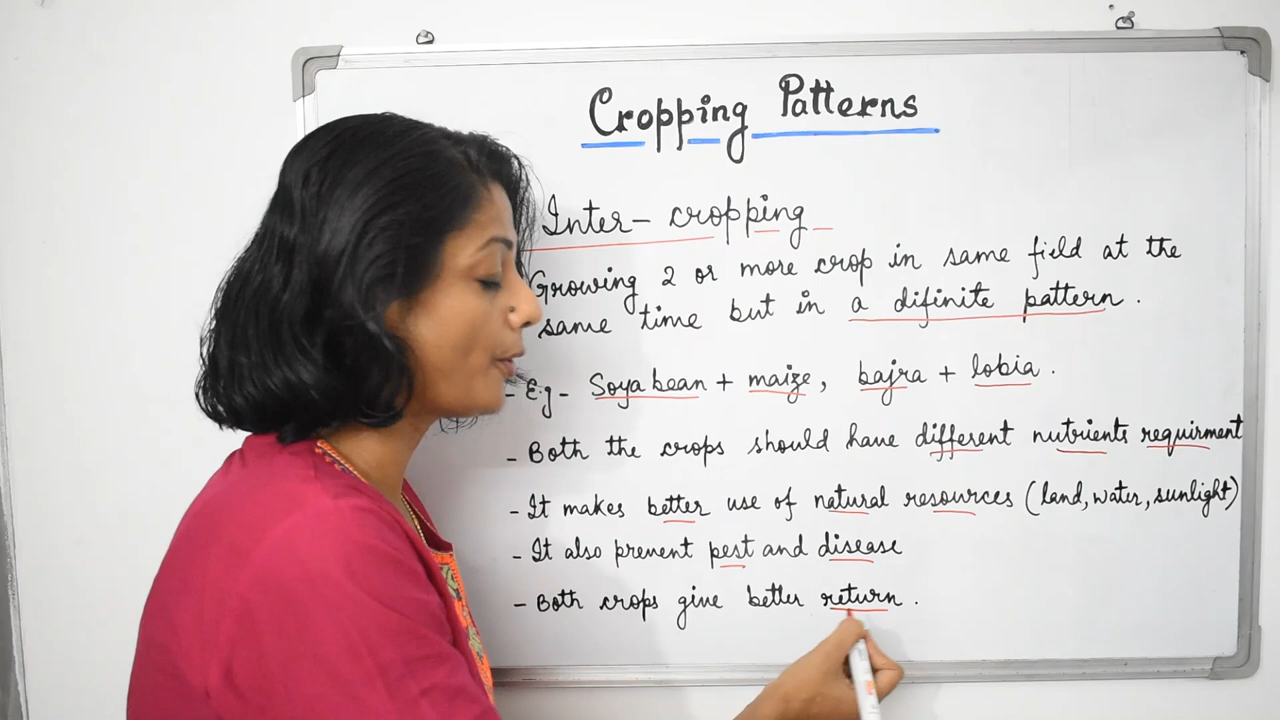 Cropping Patterns
Inter-cropping
Growing 2 or more crop in same field at the
same time but in a difinite pattern.
- E.g- Soyabean + maize, bajra + lobia.
- Both the crops should have different nutrients requirment
- It makes better use of natural resources (land, water, sunlight)
- It also prevent pest and disease
- Both crops give better return.